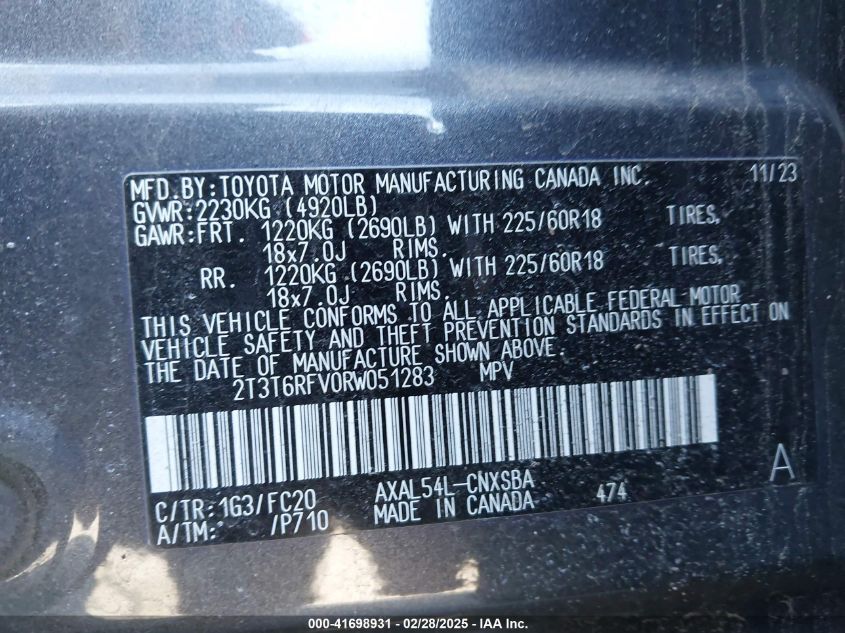 MFD.BY:TOYOTA MOTOR MANUFACTURING CANADA INC. 11/23
GVWR:2230KG (4920LB)
GAWR:FRT. 1220KG (2690LB) WITH 225/60R18 TIRES,
18x7.0J RIMS.
RR. 1220KG (2690LB) WITH 225/60R18 TIRES,
18x7.0J RIMS.
THIS VEHICLE CONFORMS TO ALL APPLICABLE FEDERAL MOTOR
VEHICLE SAFETY AND THEFT PREVENTION STANDARDS IN EFFECT ON
THE DATE OF MANUFACTURE SHOWN ABOVE.
2T3T6RFV0RW051283 MPV
C/TR:1G3/FC20 AXAL54L-CNXSBA 474 A
A/TM:* /P710 MADE IN CANADA
000-41698931 - 02/28/2025 - IAA Inc.